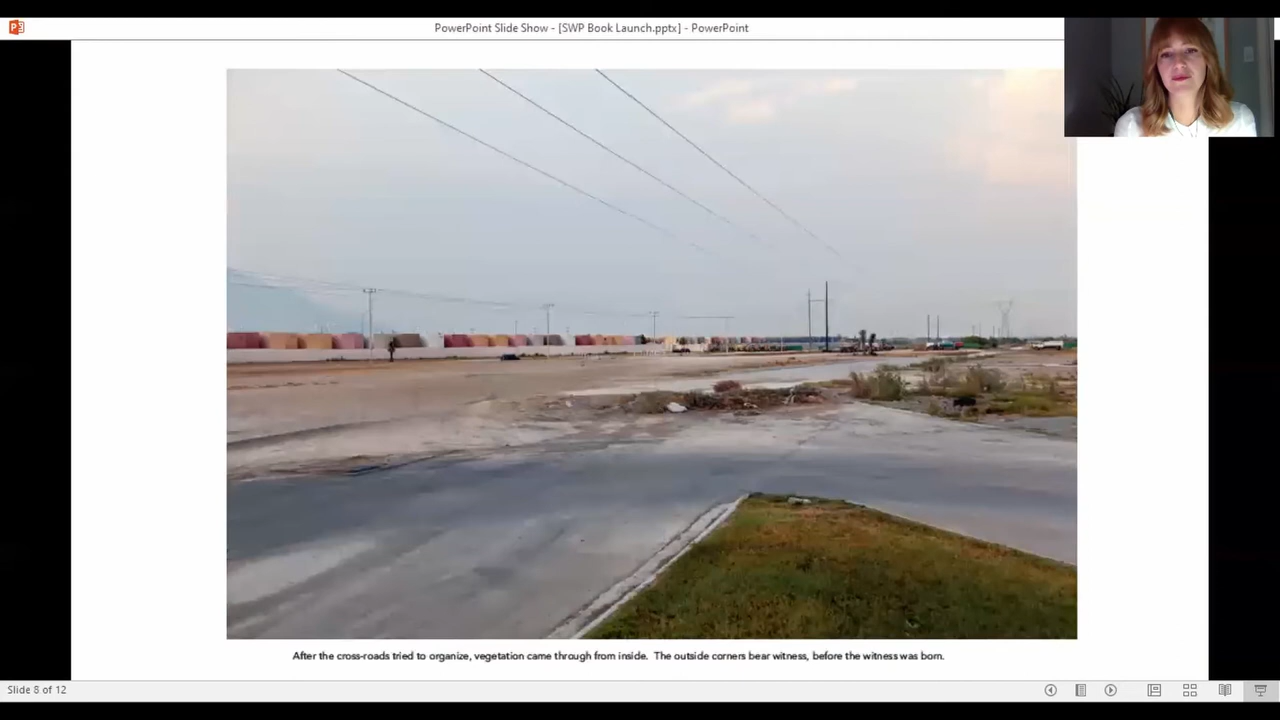 PowerPoint Slide Show - [SWP Book Launch.pptx] - PowerPoint
After the cross-roads tried to organize, vegetation came through from inside. The outside corners bear witness, before the witness was born.
Slide 8 of 12